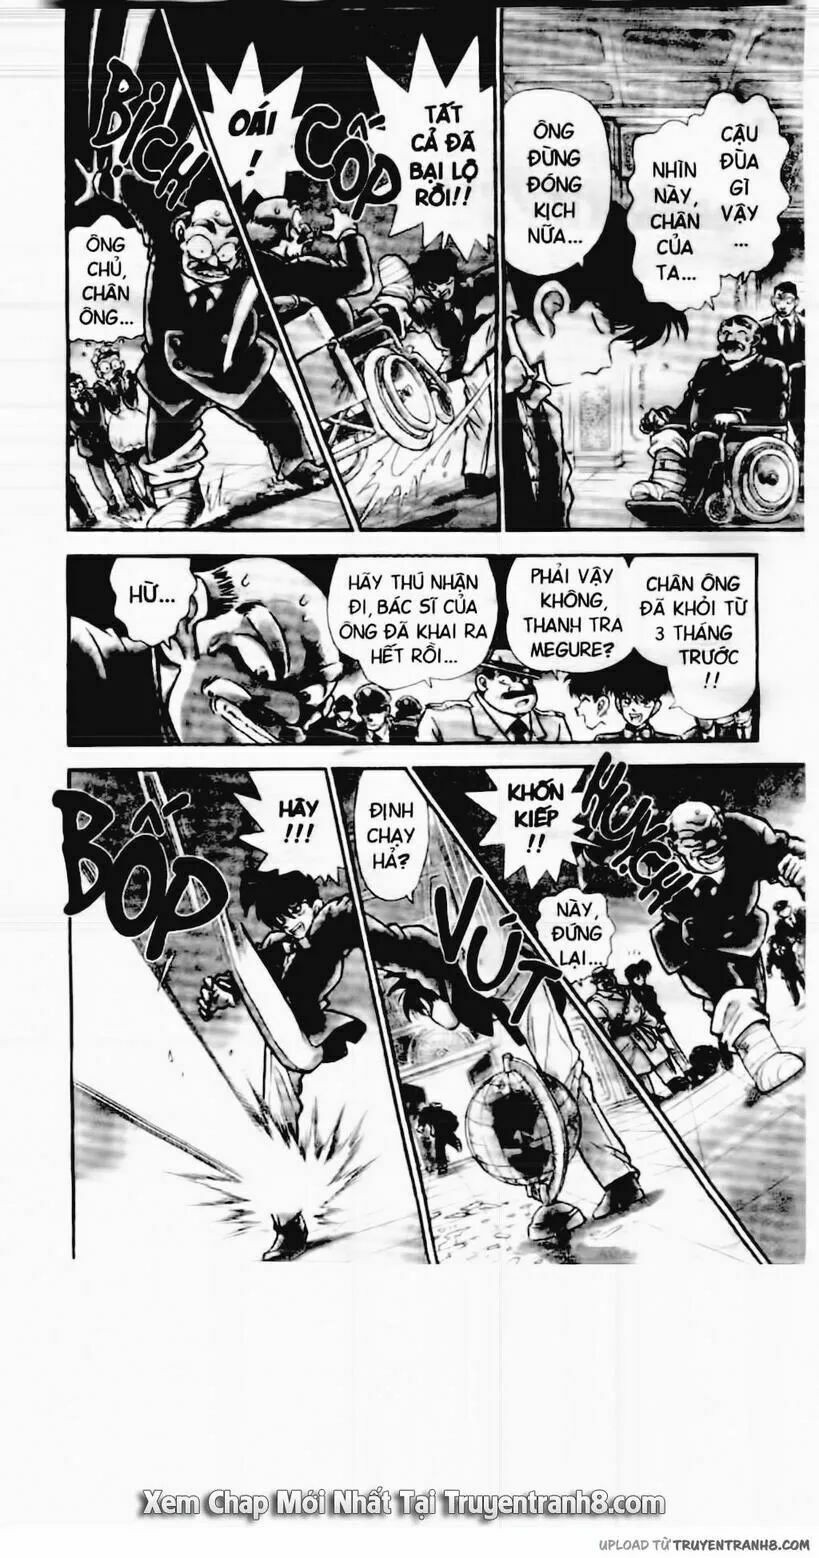 CẬU
ĐÙA
GÌ
VẬY
...
NHÌN
NÀY,
CHÂN
CỦA
TA...
ÔNG
ĐỪNG
ĐÓNG
KỊCH
NỮA...
TẤT
CẢ ĐÃ
BẠI LỘ
RỒI!!
CỐP
OÁI
!
BỊCH
ÔNG
CHỦ,
CHÂN
ÔNG...
CHÂN ÔNG
ĐÃ KHỎI TỪ
3 THÁNG
TRƯỚC
!!
PHẢI VẬY
KHÔNG,
THANH TRA
MEGURE?
HÃY THÚ NHẬN
ĐI, BÁC SĨ CỦA
ÔNG ĐÃ KHAI RA
HẾT RỒI...
HỪ...
HUỊCH
KHỐN
KIẾP
!!
NÀY,
ĐỨNG
LẠI...
ĐỊNH
CHẠY
HẢ?
VÚT
HÂY
!!!
BỐP
Xem Chap Mới Nhất Tại Truyentranh8.com
UPLOAD TỪ TRUYENTRANH8.COM